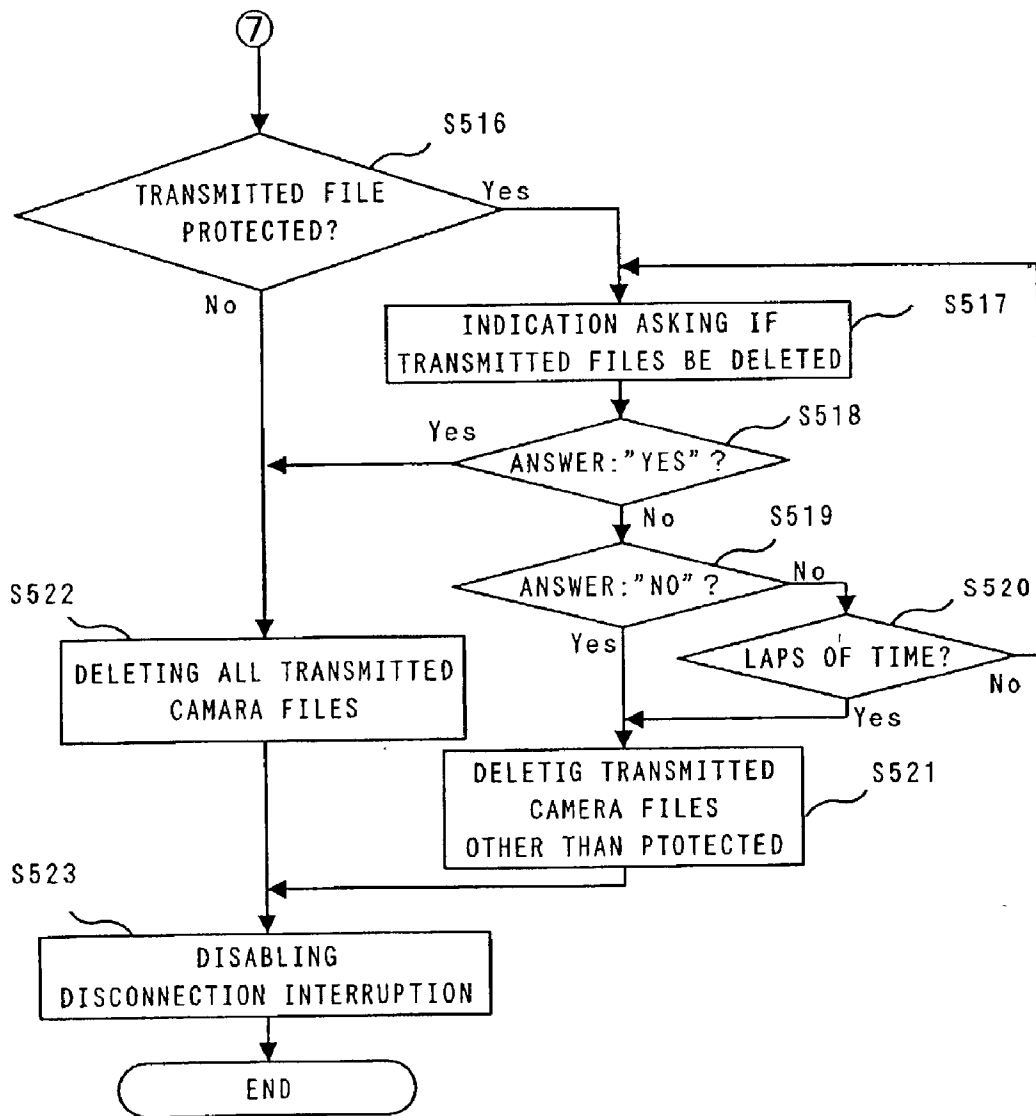 ⑦
S516
TRANSMITTED FILE
PROTECTED?
Yes
No
S517
INDICATION ASKING IF
TRANSMITTED FILES BE DELETED
S518
Yes
ANSWER:"YES"?
No
S519
ANSWER:"NO"?
No
S520
Yes
LAPS OF TIME?
No
Yes
S522
DELETING ALL TRANSMITTED
CAMARA FILES
DELETIG TRANSMITTED
CAMERA FILES
OTHER THAN PTOTECTED
S521
S523
DISABLING
DISCONNECTION INTERRUPTION
END